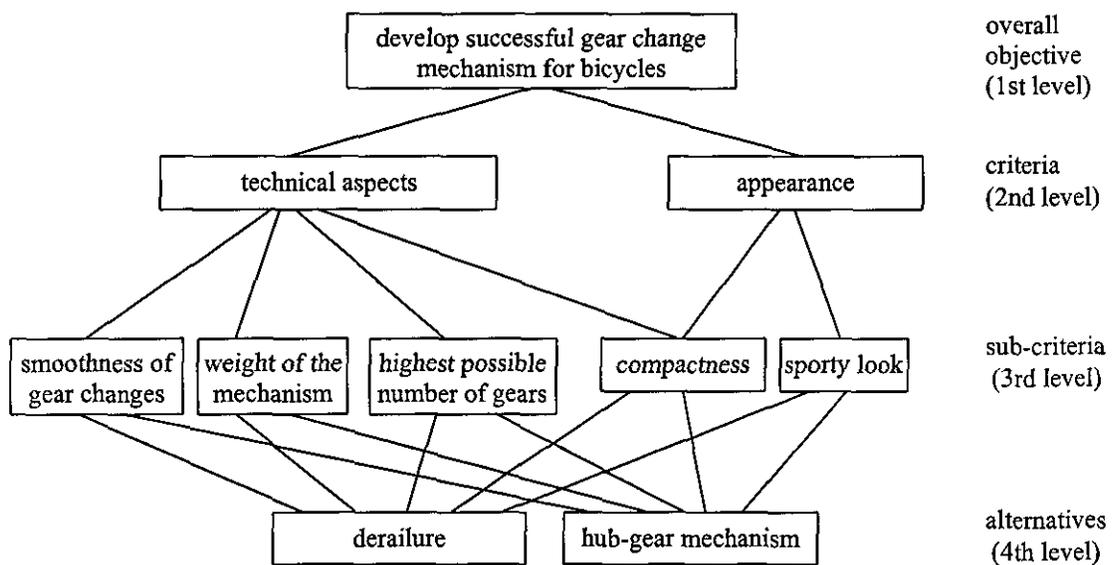 develop successful gear change
mechanism for bicycles
overall
objective
(1st level)
technical aspects
appearance
criteria
(2nd level)
smoothness of
gear changes
weight of the
mechanism
highest possible
number of gears
compactness
sporty look
sub-criteria
(3rd level)
derailure
hub-gear mechanism
alternatives
(4th level)